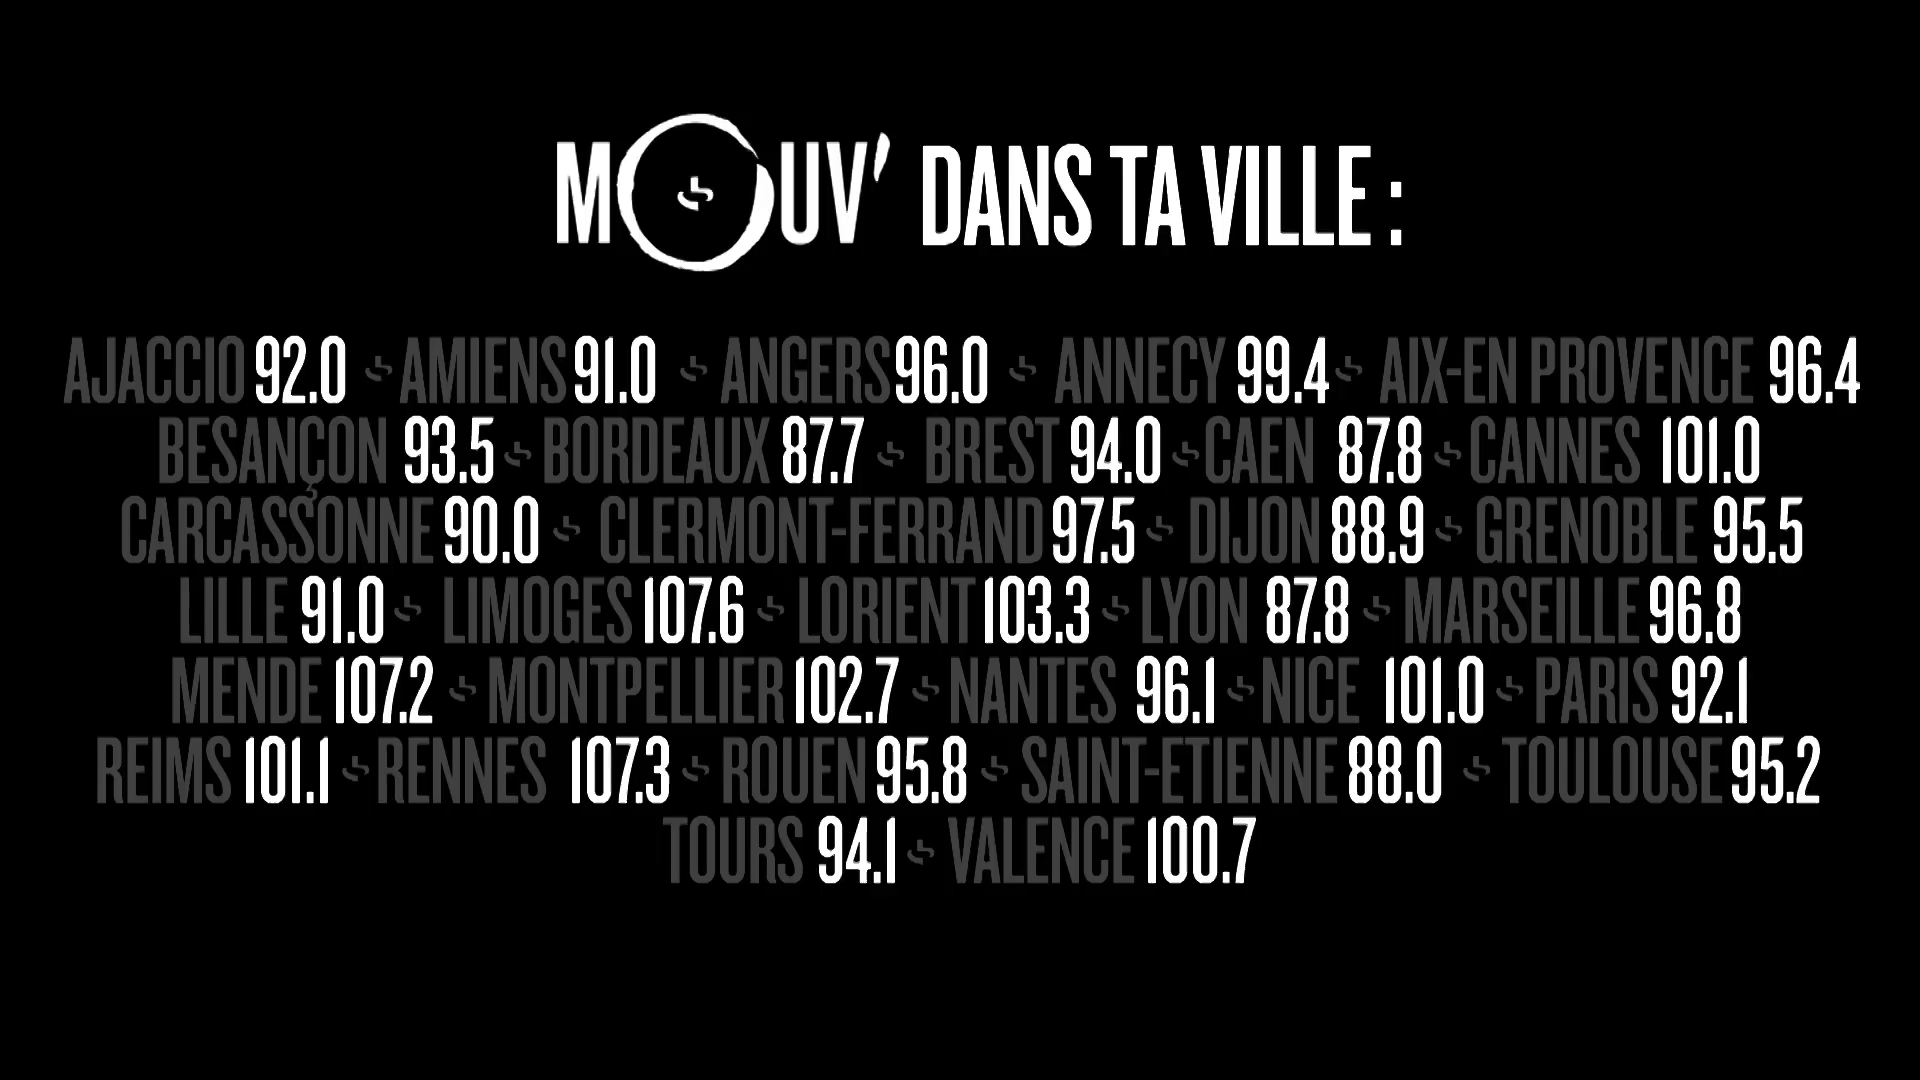 MOUV' DANS TA VILLE :
AJACCIO 92.0 AMIENS 91.0 ANGERS 96.0 ANNECY 99.4 AIX-EN PROVENCE 96.4
BESANÇON 93.5 BORDEAUX 87.7 BREST 94.0 CAEN 87.8 CANNES 101.0
CARCASSONNE 90.0 CLERMONT-FERRAND 97.5 DIJON 88.9 GRENOBLE 95.5
LILLE 91.0 LIMOGES 107.6 LORIENT 103.3 LYON 87.8 MARSEILLE 96.8
MENDE 107.2 MONTPELLIER 102.7 NANTES 96.1 NICE 101.0 PARIS 92.1
REIMS 101.1 RENNES 107.3 ROUEN 95.8 SAINT-ETIENNE 88.0 TOULOUSE 95.2
TOURS 94.1 VALENCE 100.7